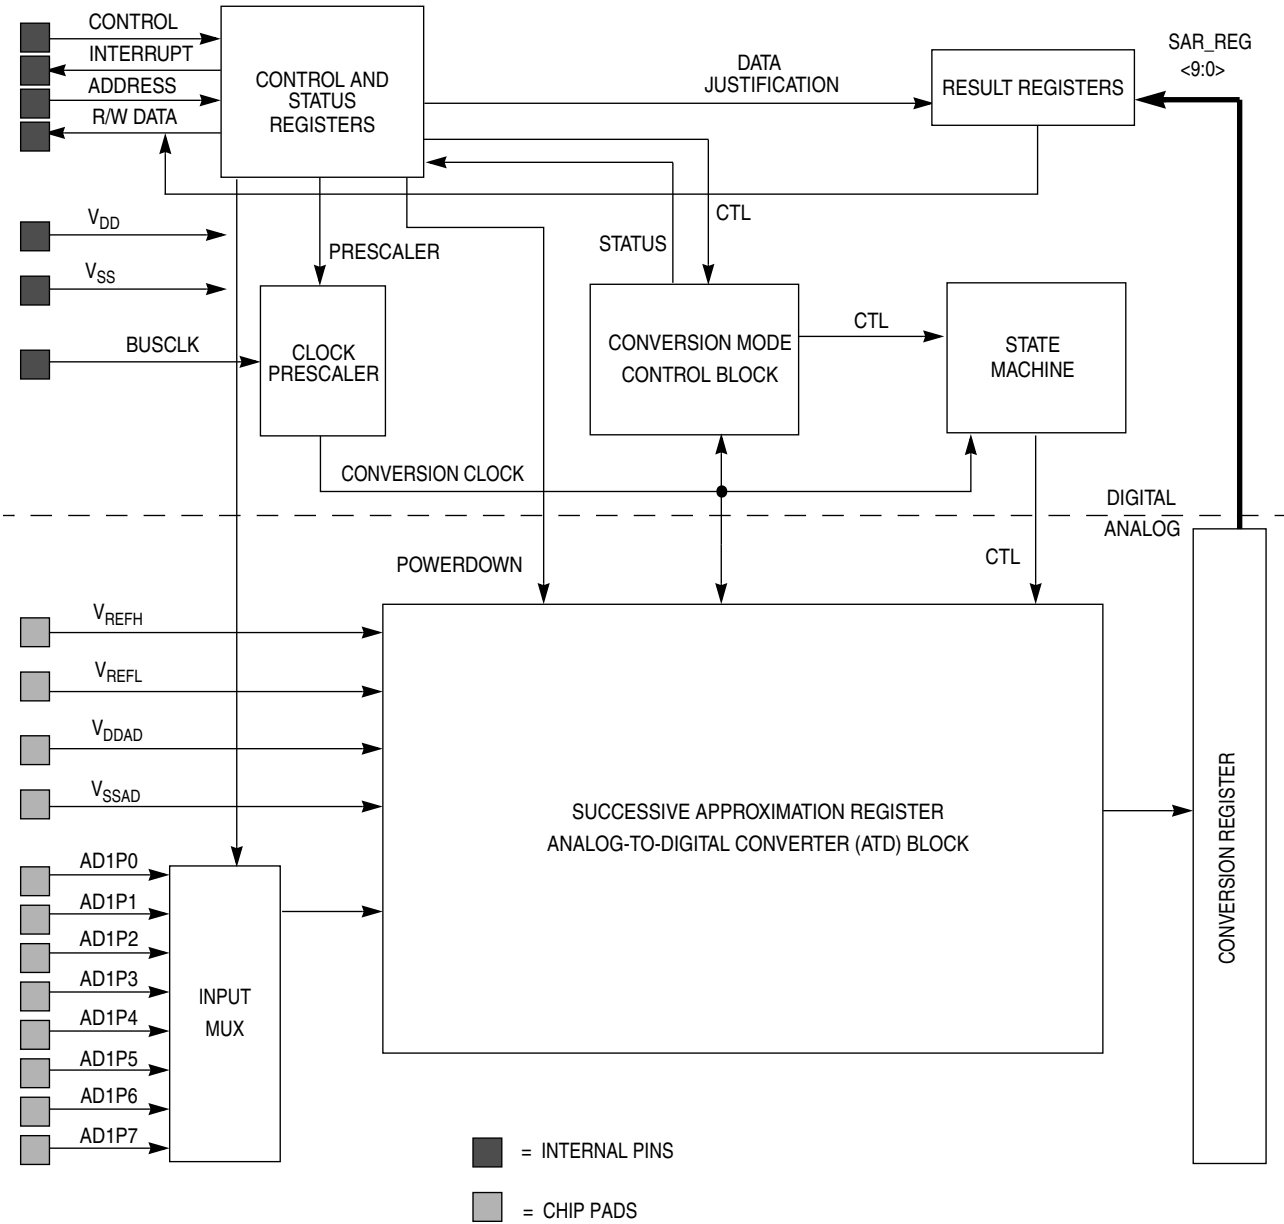 CONTROL
INTERRUPT
ADDRESS
R/W DATA
CONTROL AND
STATUS
REGISTERS
DATA
JUSTIFICATION
RESULT REGISTERS
SAR_REG
<9:0>
VDD
VSS
PRESCALER
STATUS
CTL
BUSCLK
CLOCK
PRESCALER
CONVERSION MODE
CONTROL BLOCK
CTL
STATE
MACHINE
CONVERSION CLOCK
DIGITAL
ANALOG
POWERDOWN
CTL
VREFH
VREFL
VDDAD
VSSAD
SUCCESSIVE APPROXIMATION REGISTER
ANALOG-TO-DIGITAL CONVERTER (ATD) BLOCK
CONVERSION REGISTER
AD1P0
AD1P1
AD1P2
AD1P3
AD1P4
AD1P5
AD1P6
AD1P7
INPUT
MUX
= INTERNAL PINS
= CHIP PADS